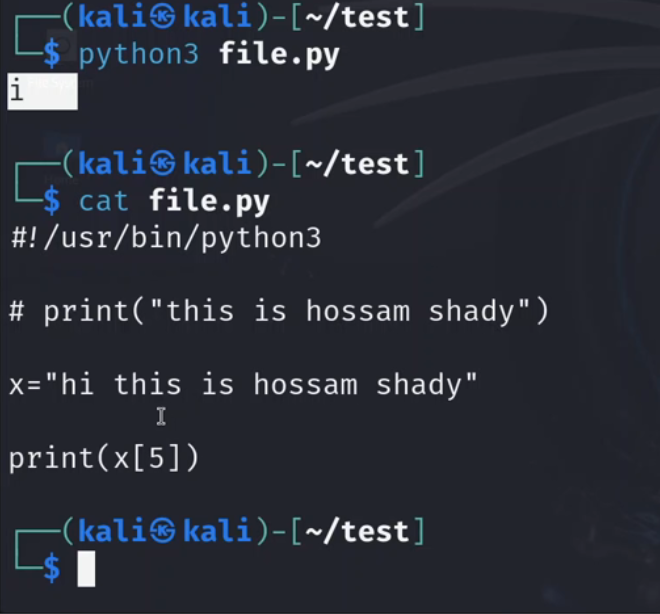 ┌──(kali㉿kali)-[~/test]
└─$ python3 file.py
i
┌──(kali㉿kali)-[~/test]
└─$ cat file.py
#!/usr/bin/python3
# print("this is hossam shady")
x="hi this is hossam shady"
print(x[5])
┌──(kali㉿kali)-[~/test]
└─$